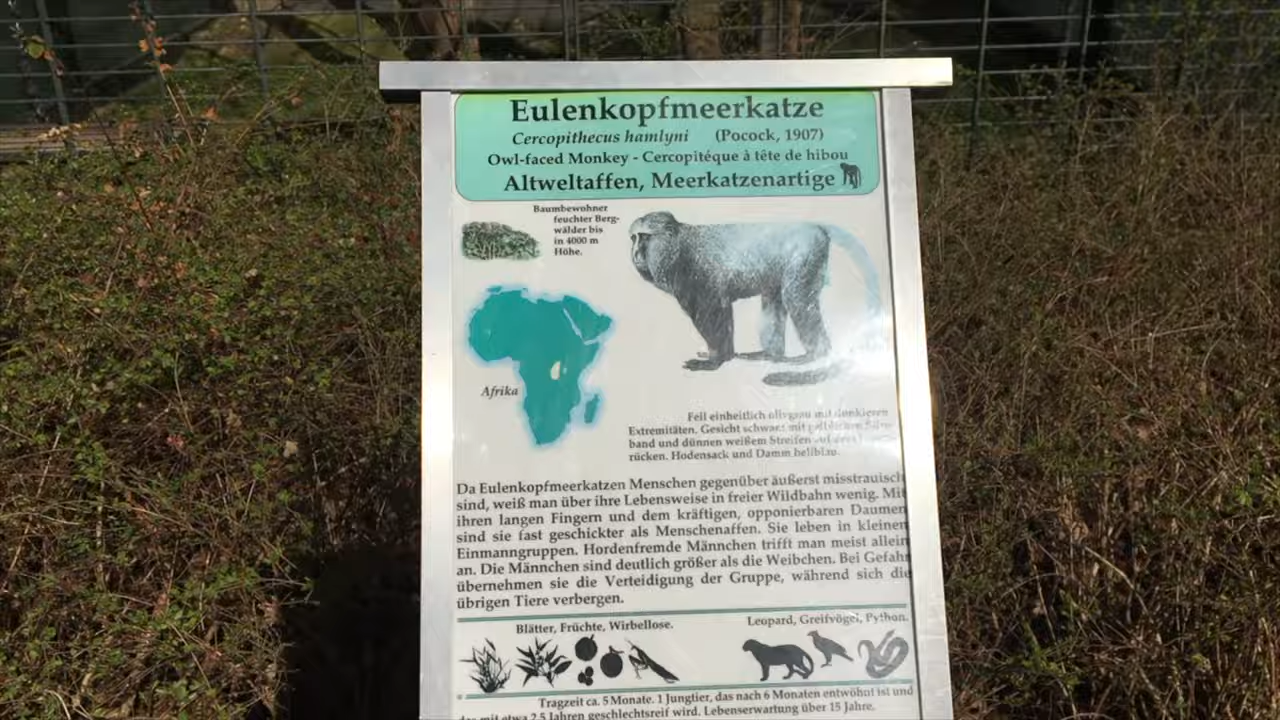 Eulenkopfmeerkatze
Cercopithecus hamlyni (Pocock, 1907)
Owl-faced Monkey - Cercopitéque à tête de hibou
Altweltaffen, Meerkatzenartige
Baumbewohner
feuchter Berg-
wälder bis
in 4000 m
Höhe.
Afrika
Fell einheitlich olivgrau mit dunkleren
Extremitäten. Gesicht schwarz mit
band und dünnen weißem Streifen auf
rücken. Hodensack und Damm hellblau.
Da Eulenkopfmeerkatzen Menschen gegenüber äußerst misstrauisch
sind, weiß man über ihre Lebensweise in freier Wildbahn wenig. Mit
ihren langen Fingern und dem kräftigen, opponierbaren Daumen
sind sie fast geschickter als Menschenaffen. Sie leben in kleinen
Einmanngruppen. Hordenfremde Männchen trifft man meist allein
an. Die Männchen sind deutlich größer als die Weibchen. Bei Gefahr
übernehmen sie die Verteidigung der Gruppe, während sich die
übrigen Tiere verbergen.
Blätter, Früchte, Wirbellose.
Leopard, Greifvögel, Python.
Tragzeit ca. 5 Monate. 1 Jungtier, das nach 6 Monaten entwöhnt ist und
das mit etwa 2,5 Jahren geschlechtsreif wird. Lebenserwartung über 15 Jahre.